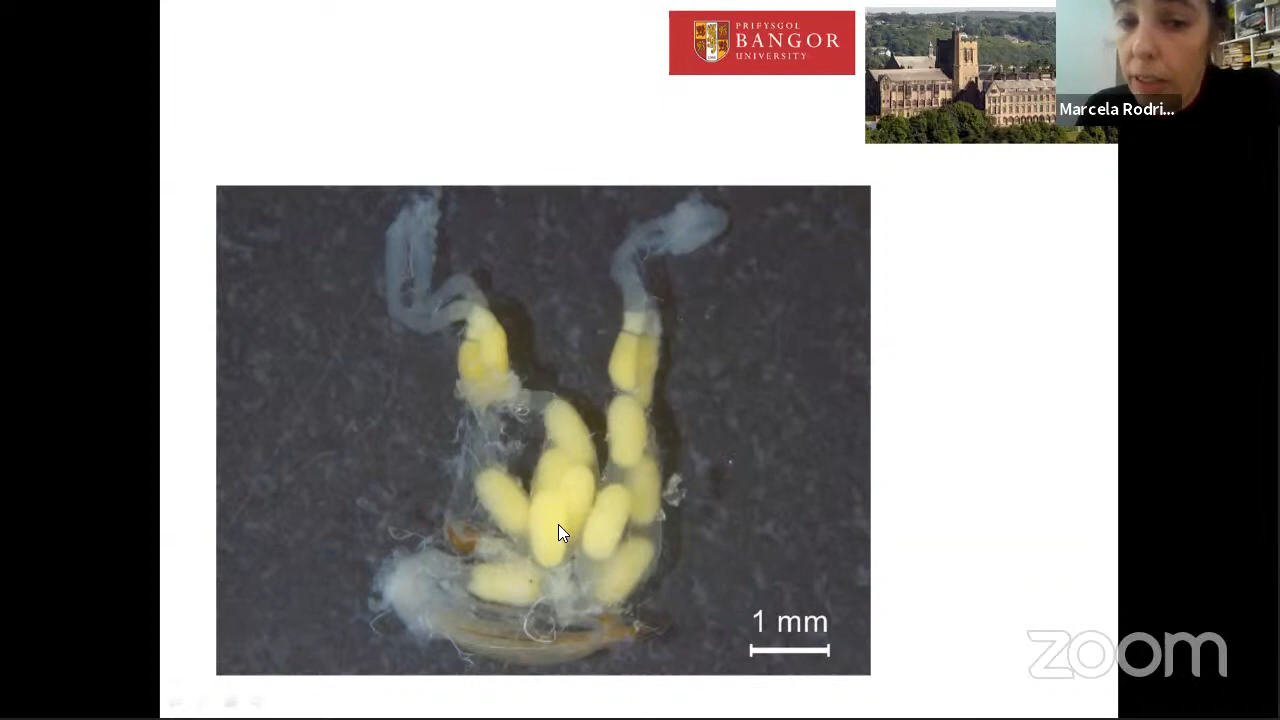 PRIFYSGOL
BANGOR
UNIVERSITY
Marcela Rodri...
1 mm
zoom